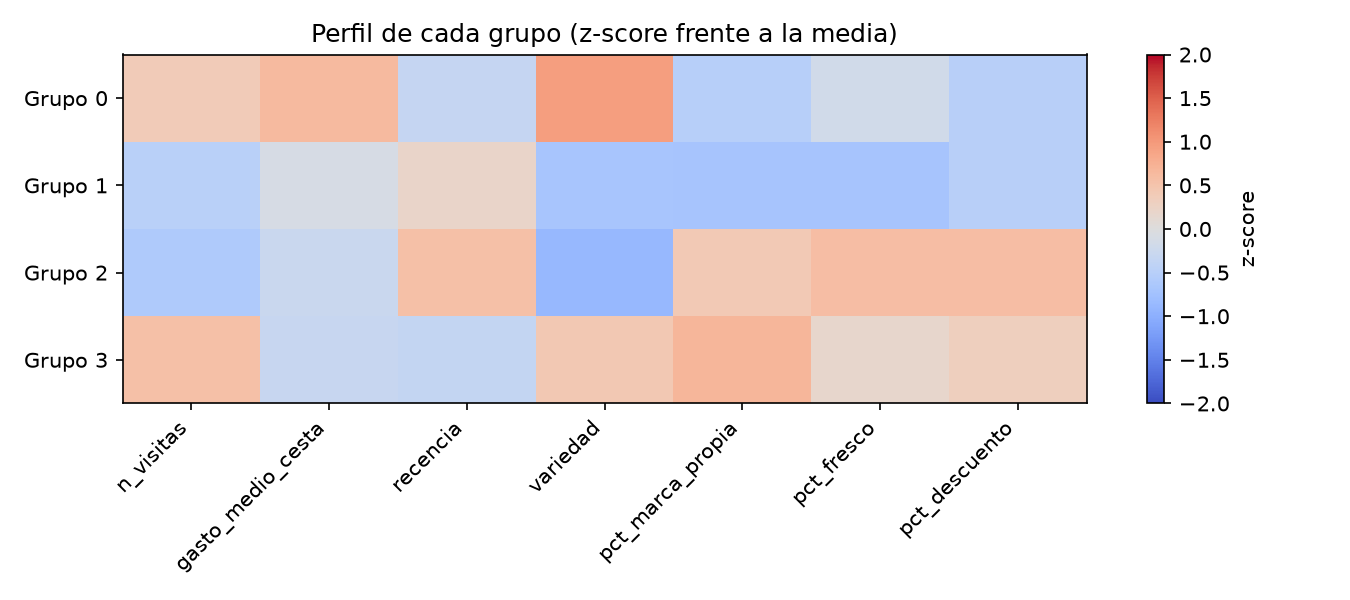 Perfil de cada grupo (z-score frente a la media)
Grupo 0
Grupo 1
Grupo 2
Grupo 3
n_visitas
gasto_medio_cesta
recencia
variedad
pct_marca_propia
pct_fresco
pct_descuento
2.0
1.5
1.0
0.5
0.0
−0.5
−1.0
−1.5
−2.0
z-score